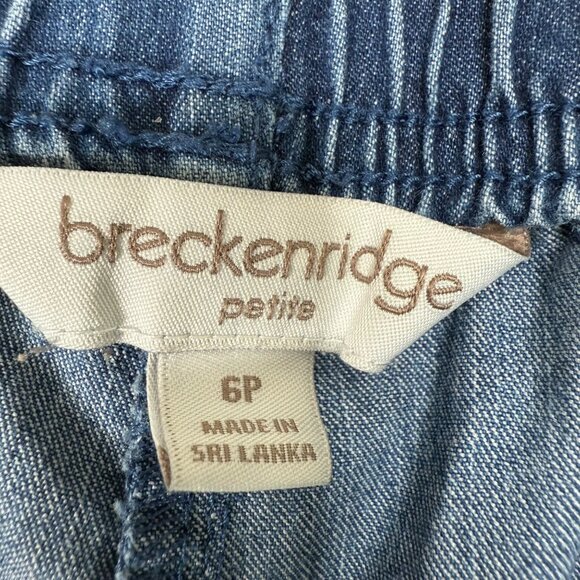 breckenridge
petite
6P
MADE IN
SRI LANKA